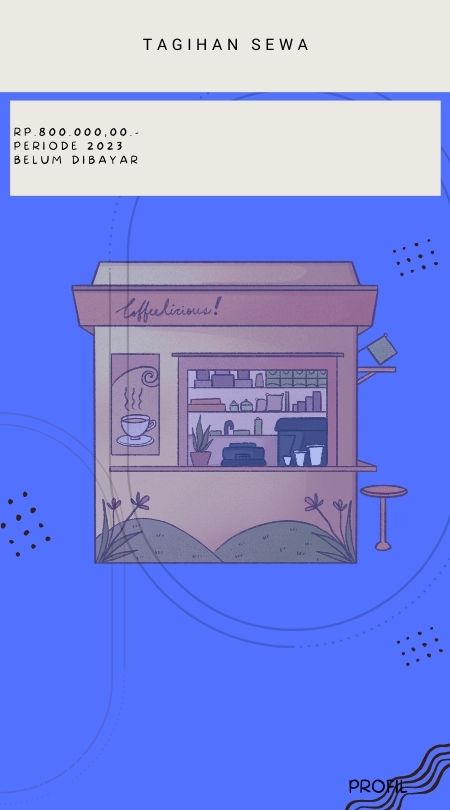 TAGIHAN SEWA
RP.800.000,00.-
PERIODE 2023
BELUM DIBAYAR
Coffeelicious!
PROFIL